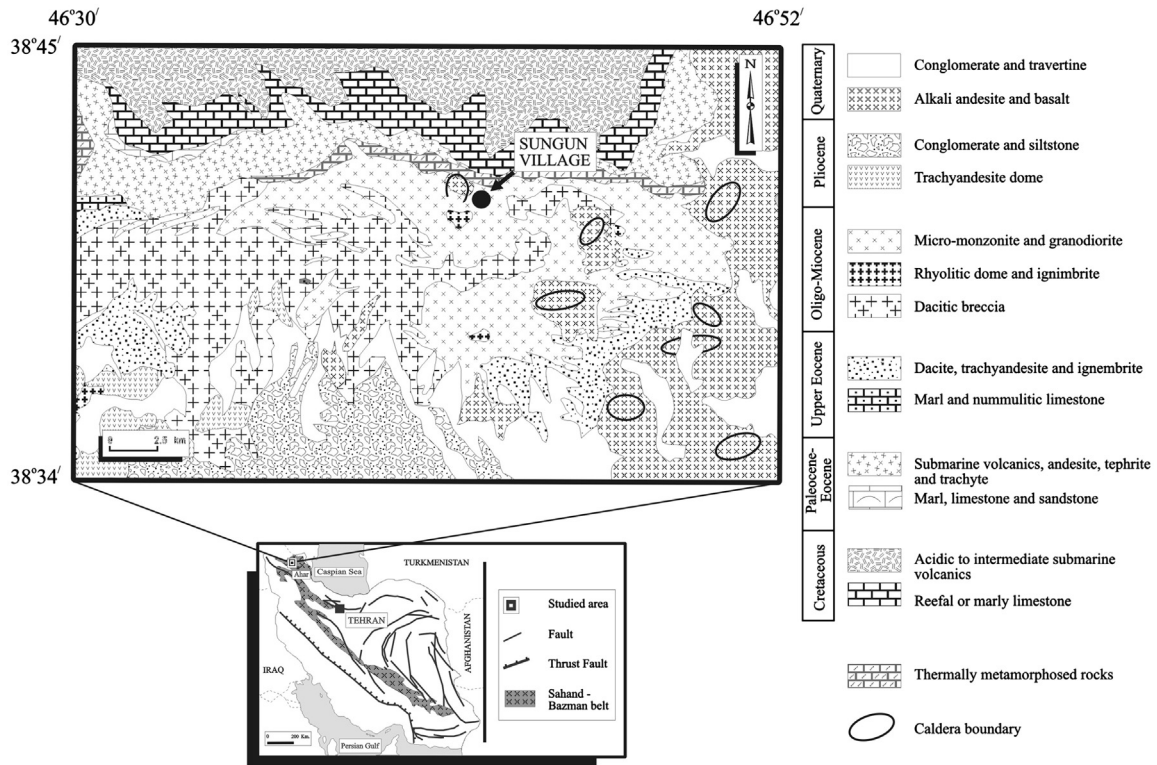 46°30/
46°52/
38°45/
N
SUNGUN
VILLAGE
0 2.5 km
38°34/
Quaternary
Conglomerate and travertine
Alkali andesite and basalt
Pliocene
Conglomerate and siltstone
Trachyandesite dome
Oligo-Miocene
Micro-monzonite and granodiorite
Rhyolitic dome and ignimbrite
Dacitic breccia
Upper Eocene
Dacite, trachyandesite and ignembrite
Marl and nummulitic limestone
Paleocene-
Eocene
Submarine volcanics, andesite, tephrite
and trachyte
Marl, limestone and sandstone
Cretaceous
Acidic to intermediate submarine
volcanics
Reefal or marly limestone
Thermally metamorphosed rocks
Caldera boundary
Ahar
Caspian Sea
TURKMENISTAN
TEHRAN
AFGHANISTAN
IRAQ
0 200 Km.
Persian Gulf
Studied area
Fault
Thrust Fault
Sahand -
Bazman belt